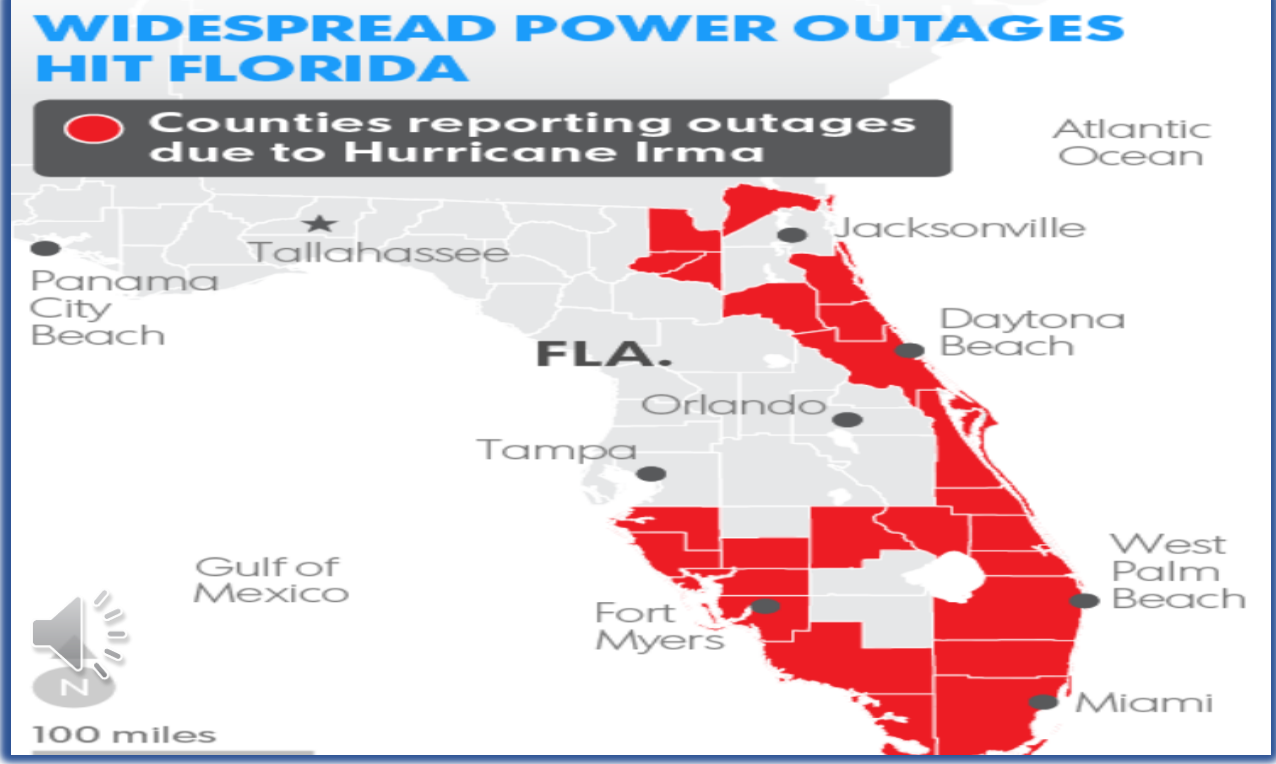 WIDESPREAD POWER OUTAGES
HIT FLORIDA
Counties reporting outages
due to Hurricane Irma
Atlantic
Ocean
Jacksonville
Tallahassee
Panama
City
Beach
Daytona
Beach
FLA.
Orlando
Tampa
West
Palm
Beach
Gulf of
Mexico
Fort
Myers
N
Miami
100 miles